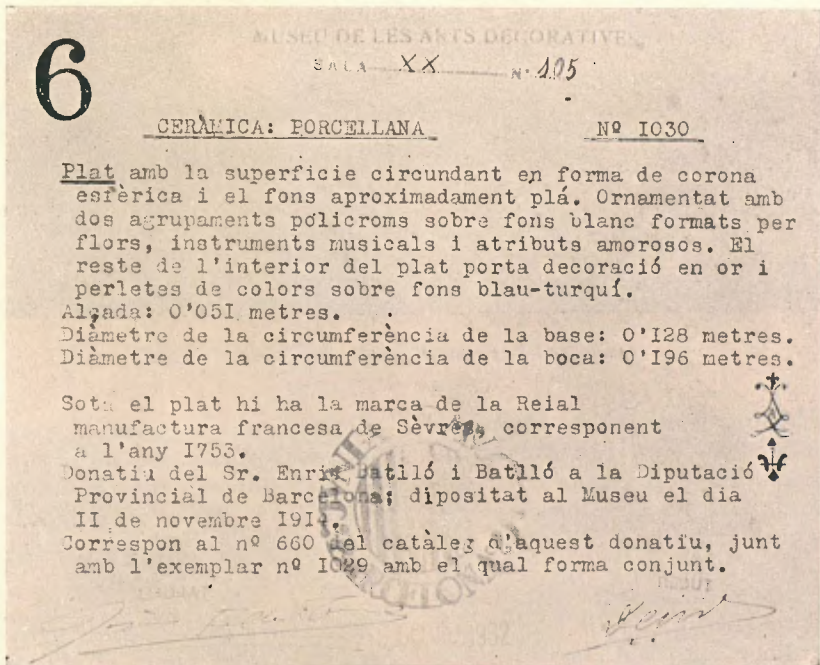 6
MUSEU DE LES ARTS DECORATIVES
SALA XX Nº 105
CERÀMICA: PORCELLANA Nº I030
Plat amb la superficie circundant en forma de corona
esfèrica i el fons aproximadament plá. Ornamentat amb
dos agrupaments policroms sobre fons blanc formats per
flors, instruments musicals i atributs amorosos. El
reste de l'interior del plat porta decoració en or i
perletes de colors sobre fons blau-turquí.
Alçada: 0'05I metres.
Diàmetre de la circumferència de la base: 0'I28 metres.
Diàmetre de la circumferència de la boca: 0'I96 metres.
Sota el plat hi ha la marca de la Reial
manufactura francesa de Sèvres, corresponent
a l'any I753.
Donatiu del Sr. Enric Batlló i Batlló a la Diputació
Provincial de Barcelona; dipositat al Museu el dia
II de novembre
Correspon al nº 660 del catàleg d'aquest donatiu, junt
amb l'exemplar nº I029 amb el qual forma conjunt.